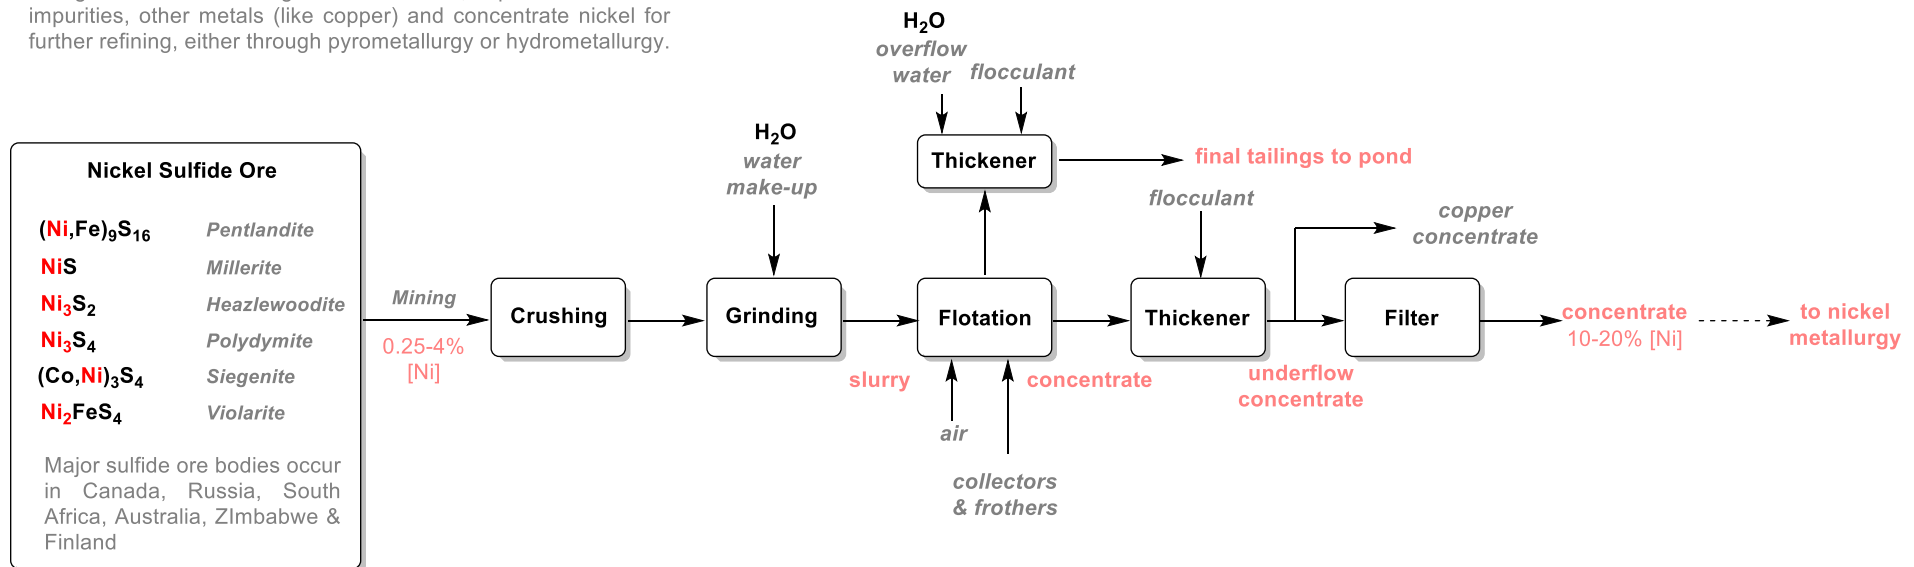 impurities, other metals (like copper) and concentrate nickel for
further refining, either through pyrometallurgy or hydrometallurgy.
Nickel Sulfide Ore
(Ni,Fe)9S16 Pentlandite
NiS Millerite
Ni3S2 Heazlewoodite
Ni3S4 Polydymite
(Co,Ni)3S4 Siegenite
Ni2FeS4 Violarite
Major sulfide ore bodies occur
in Canada, Russia, South
Africa, Australia, ZImbabwe &
Finland
Mining
0.25-4%
[Ni]
Crushing
H2O
water
make-up
Grinding
slurry
H2O
overflow
water
flocculant
Thickener
final tailings to pond
Flotation
air
collectors
& frothers
concentrate
flocculant
Thickener
underflow
concentrate
copper
concentrate
Filter
concentrate
10-20% [Ni]
to nickel
metallurgy